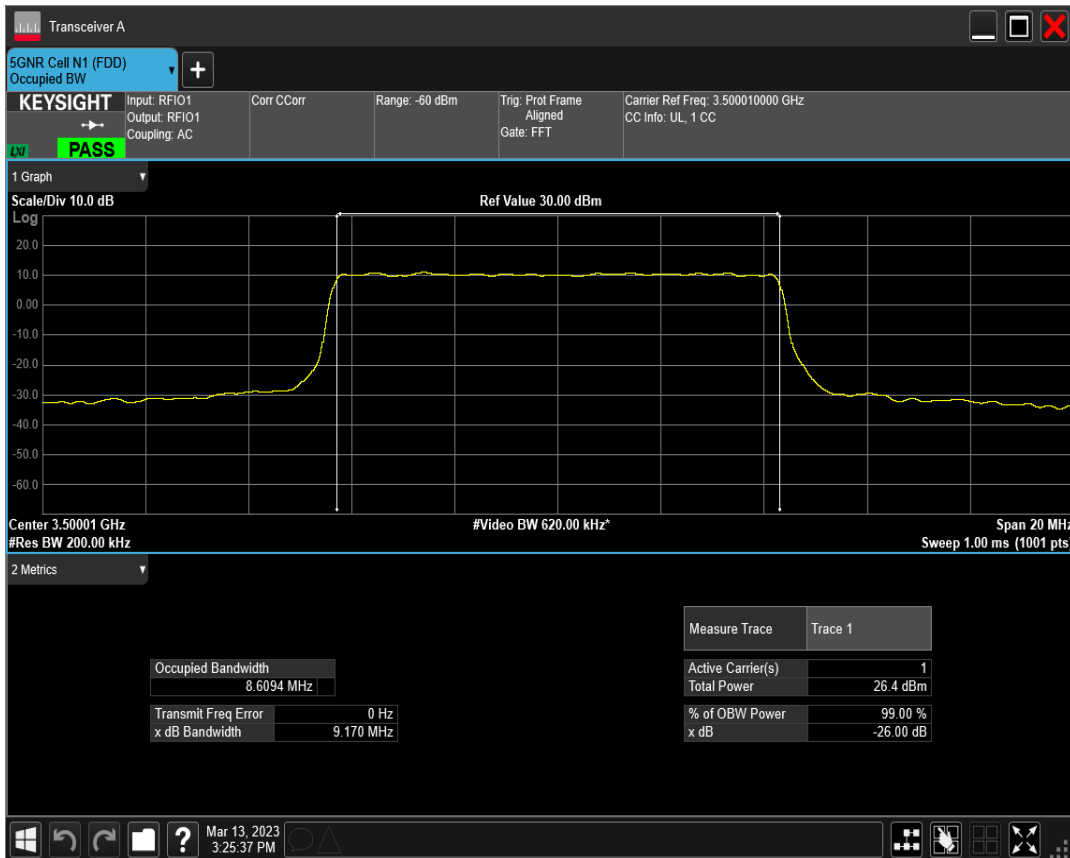 Transceiver A
5GNR Cell N1 (FDD)
Occupied BW
+
KEYSIGHT
LXI
PASS
Input: RFIO1
Output: RFIO1
Coupling: AC
Corr CCorr
Range: -60 dBm
Trig: Prot Frame
Aligned
Gate: FFT
Carrier Ref Freq: 3.500010000 GHz
CC Info: UL, 1 CC
1 Graph
Scale/Div 10.0 dB
Ref Value 30.00 dBm
Log
20.0
10.0
0.00
-10.0
-20.0
-30.0
-40.0
-50.0
-60.0
Center 3.50001 GHz
#Video BW 620.00 kHz*
Span 20 MHz
#Res BW 200.00 kHz
Sweep 1.00 ms (1001 pts)
2 Metrics
Measure Trace Trace 1
Occupied Bandwidth
8.6094 MHz
Active Carrier(s) 1
Total Power 26.4 dBm
Transmit Freq Error 0 Hz
x dB Bandwidth 9.170 MHz
% of OBW Power 99.00 %
x dB -26.00 dB
?
Mar 13, 2023
3:25:37 PM